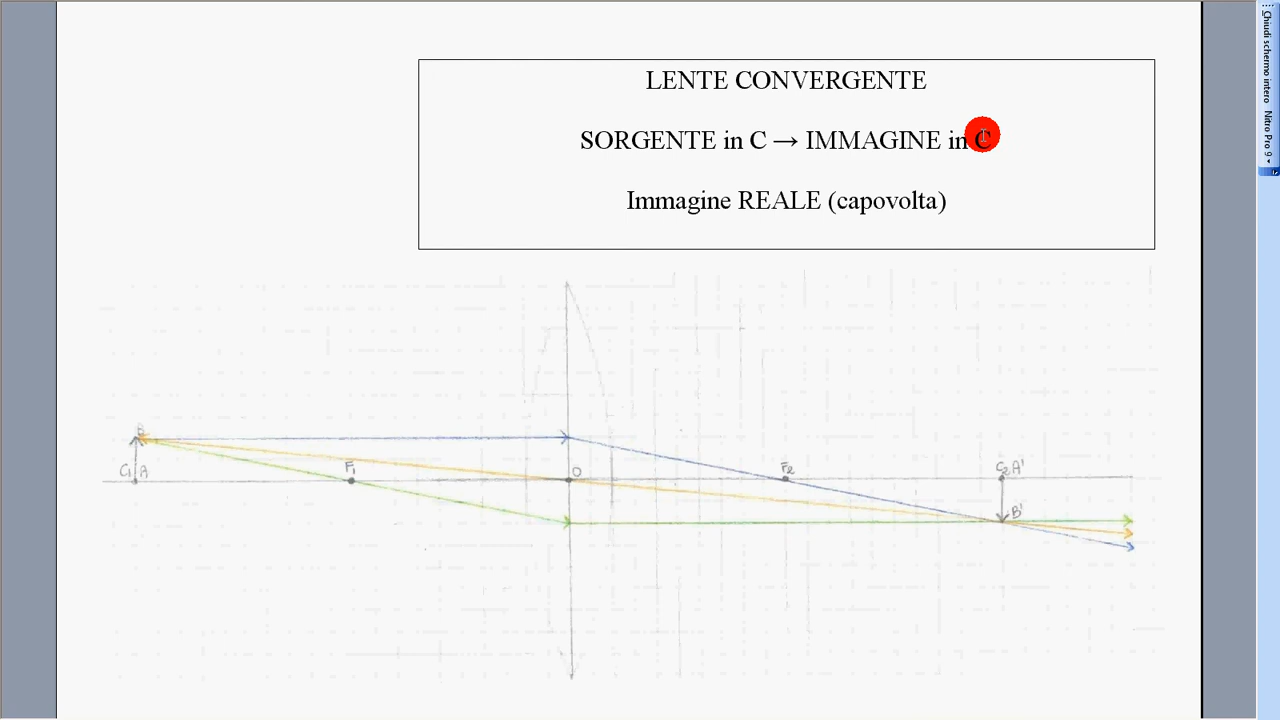 LENTE CONVERGENTE
SORGENTE in C → IMMAGINE in C
Immagine REALE (capovolta)
Chiudi schermo intero Nitro Pro 9
B
C₁ A F₁ O F₂ C₂ A'
B'